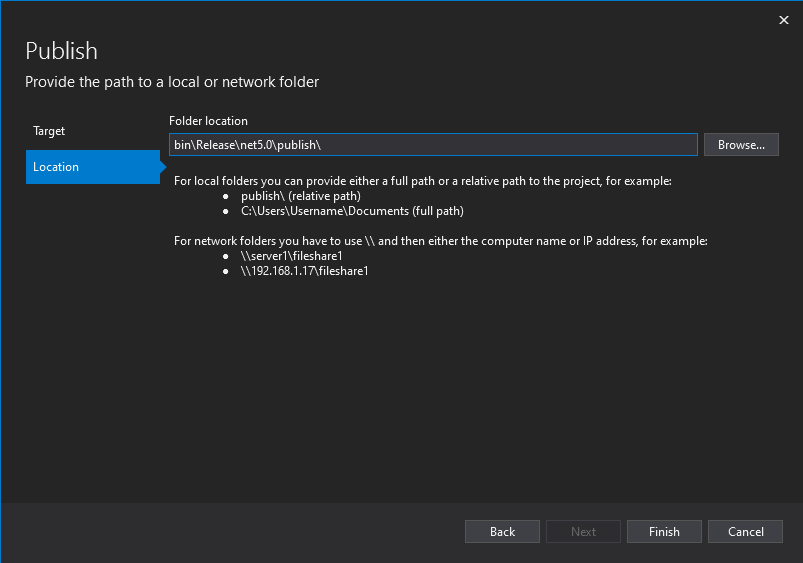 Publish
Provide the path to a local or network folder
Target
Location
Folder location
bin\Release\net5.0\publish\
Browse...
For local folders you can provide either a full path or a relative path to the project, for example:
● publish\ (relative path)
● C:\Users\Username\Documents (full path)
For network folders you have to use \\ and then either the computer name or IP address, for example:
● \\server1\fileshare1
● \\192.168.1.17\fileshare1
Back
Next
Finish
Cancel